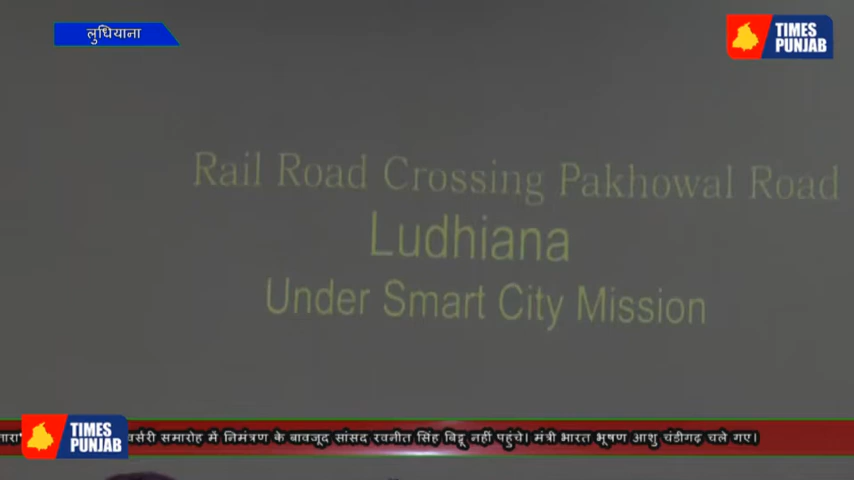 लुधियाना
TIMES
PUNJAB
Rail Road Crossing Pakhowal Road
Ludhiana
Under Smart City Mission
TIMES
PUNJAB
समारोह में निमंत्रण के बावजूद सांसद रवनीत सिंह बिट्टू नहीं पहुंचे। मंत्री भारत भूषण आशु चंडीगढ़ चले गए।